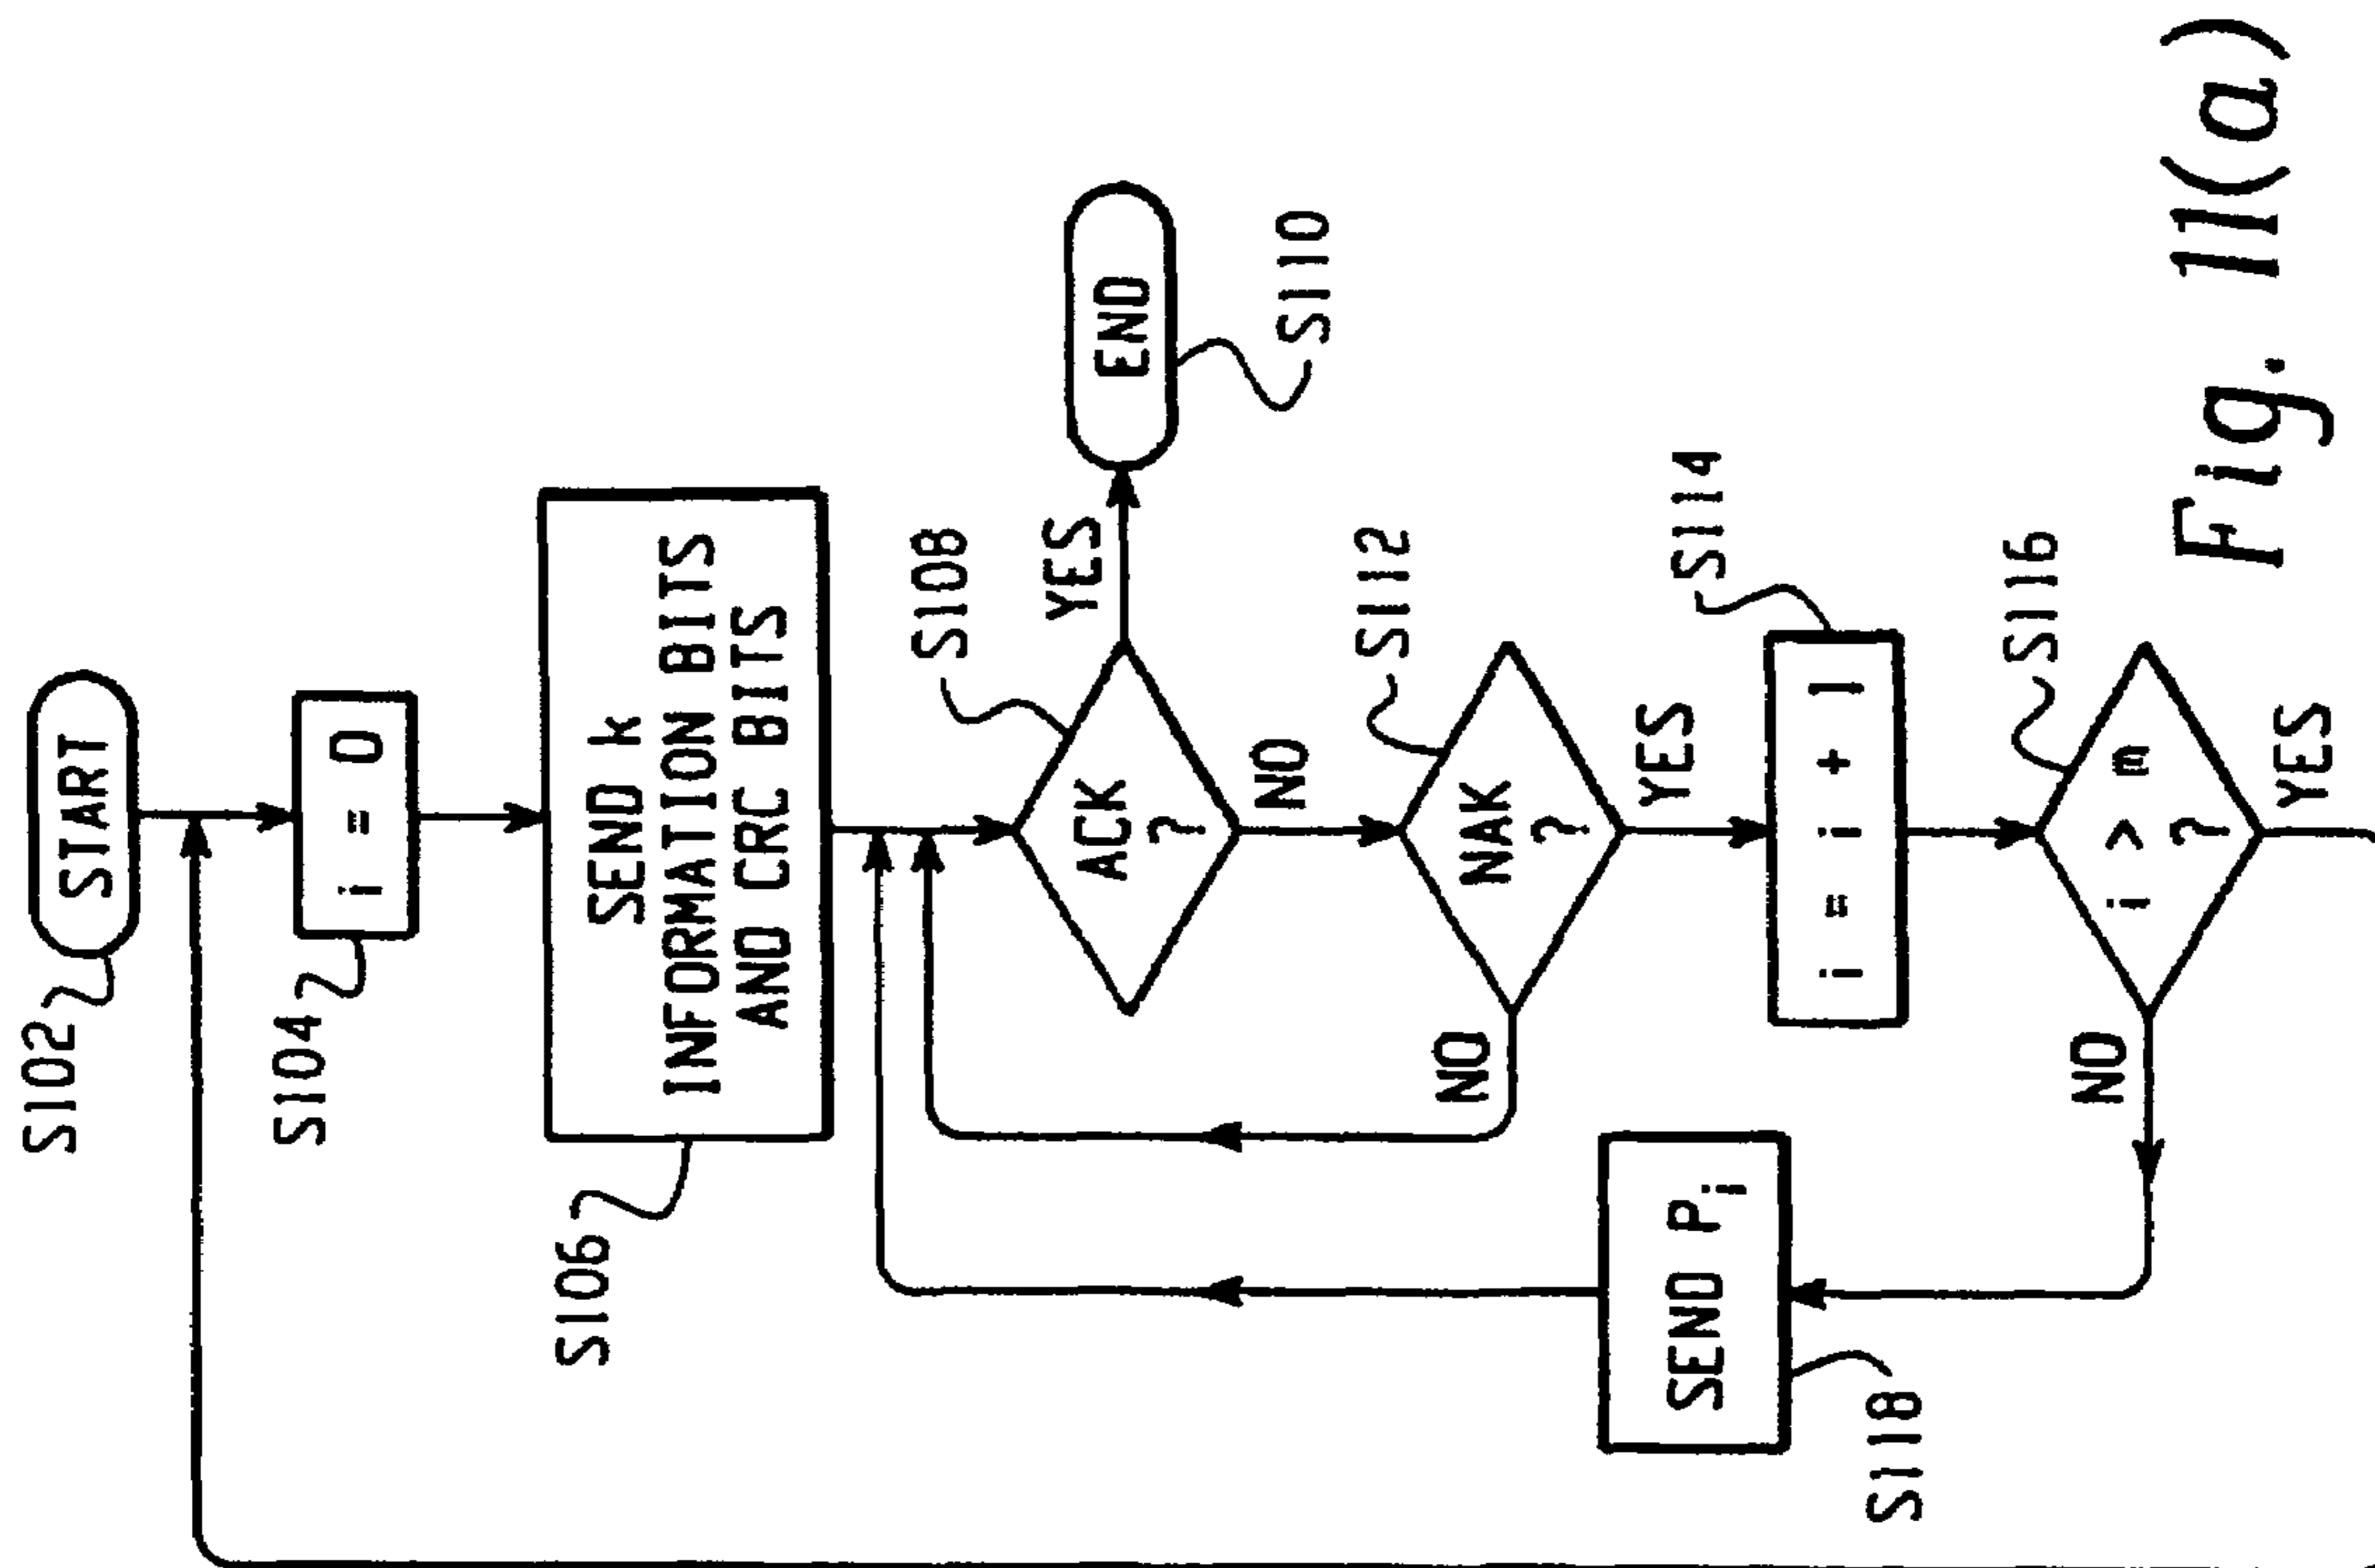 S102
START
S104
i = 0
S106
SEND k
INFORMATION BITS
AND CRC BITS
S108
ACK
?
YES
END
S110
NO
S112
NAK
?
NO
YES
S114
i = i + 1
S116
i > m
?
NO
YES
SEND Pi
S118
Fig. 11(a)